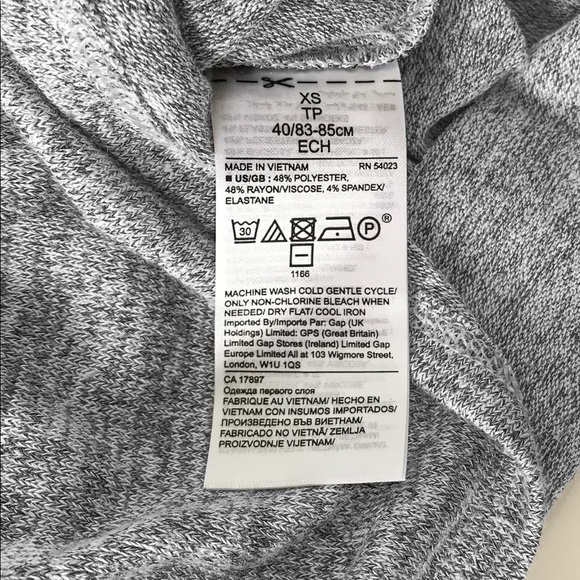 XS
TP
40/83-85CM
ECH
MADE IN VIETNAM RN 54023
US/GB : 48% POLYESTER,
48% RAYON/VISCOSE, 4% SPANDEX/
ELASTANE
30 P ®
1166
MACHINE WASH COLD GENTLE CYCLE/
ONLY NON-CHLORINE BLEACH WHEN
NEEDED/ DRY FLAT/ COOL IRON
Imported By/Importe Par: Gap (UK
Holdings) Limited: GPS (Great Britain)
Limited Gap Stores (Ireland) Limited Gap
Europe Limited All at 103 Wigmore Street,
London, W1U 1QS
CA 17897
Одежда первого слоя
FABRIQUE AU VIETNAM/ HECHO EN
VIETNAM CON INSUMOS IMPORTADOS/
ПРОИЗВЕДЕНО ВЪВ ВИЕТНАМ/
FABRICADO NO VIETNÃ/ ZEMLJA
PROIZVODNJE VIJETNAM/